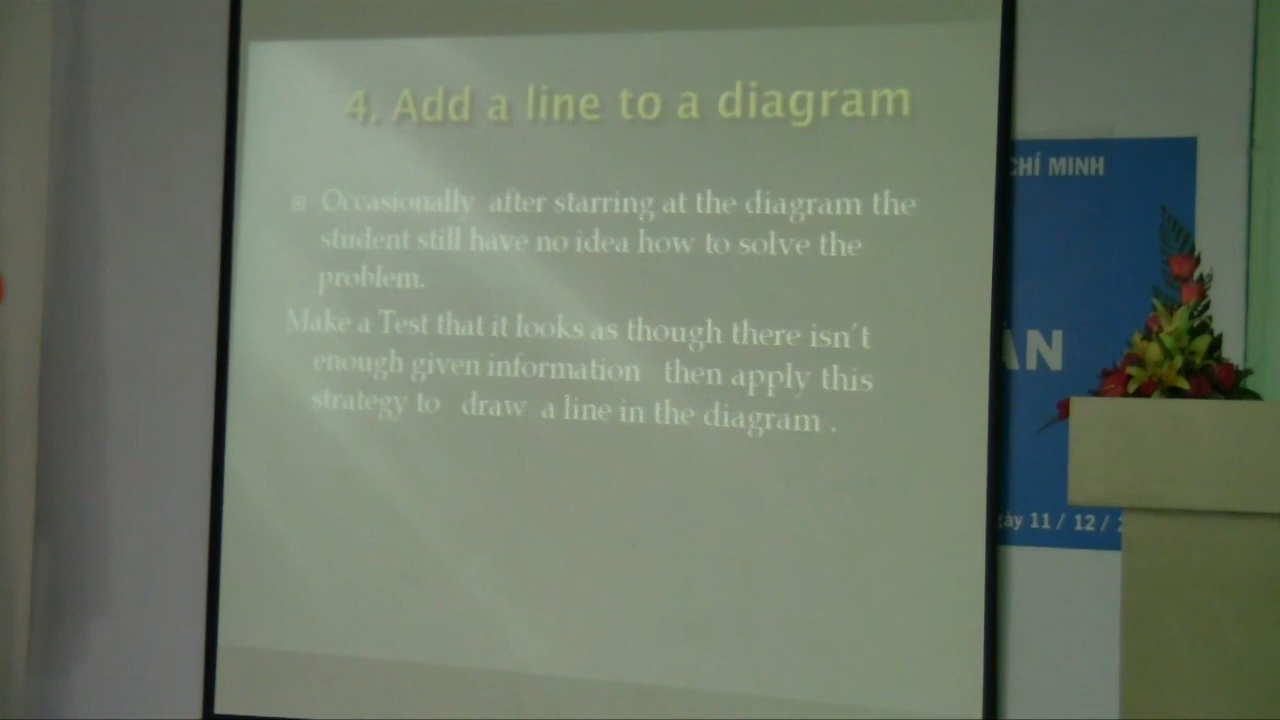 4. Add a line to a diagram
Occasionally after starring at the diagram the
student still have no idea how to solve the
problem.
Make a Test that it looks as though there isn't
enough given information then apply this
strategy to draw a line in the diagram .
CHÍ MINH
ÁN
gày 11 / 12 /